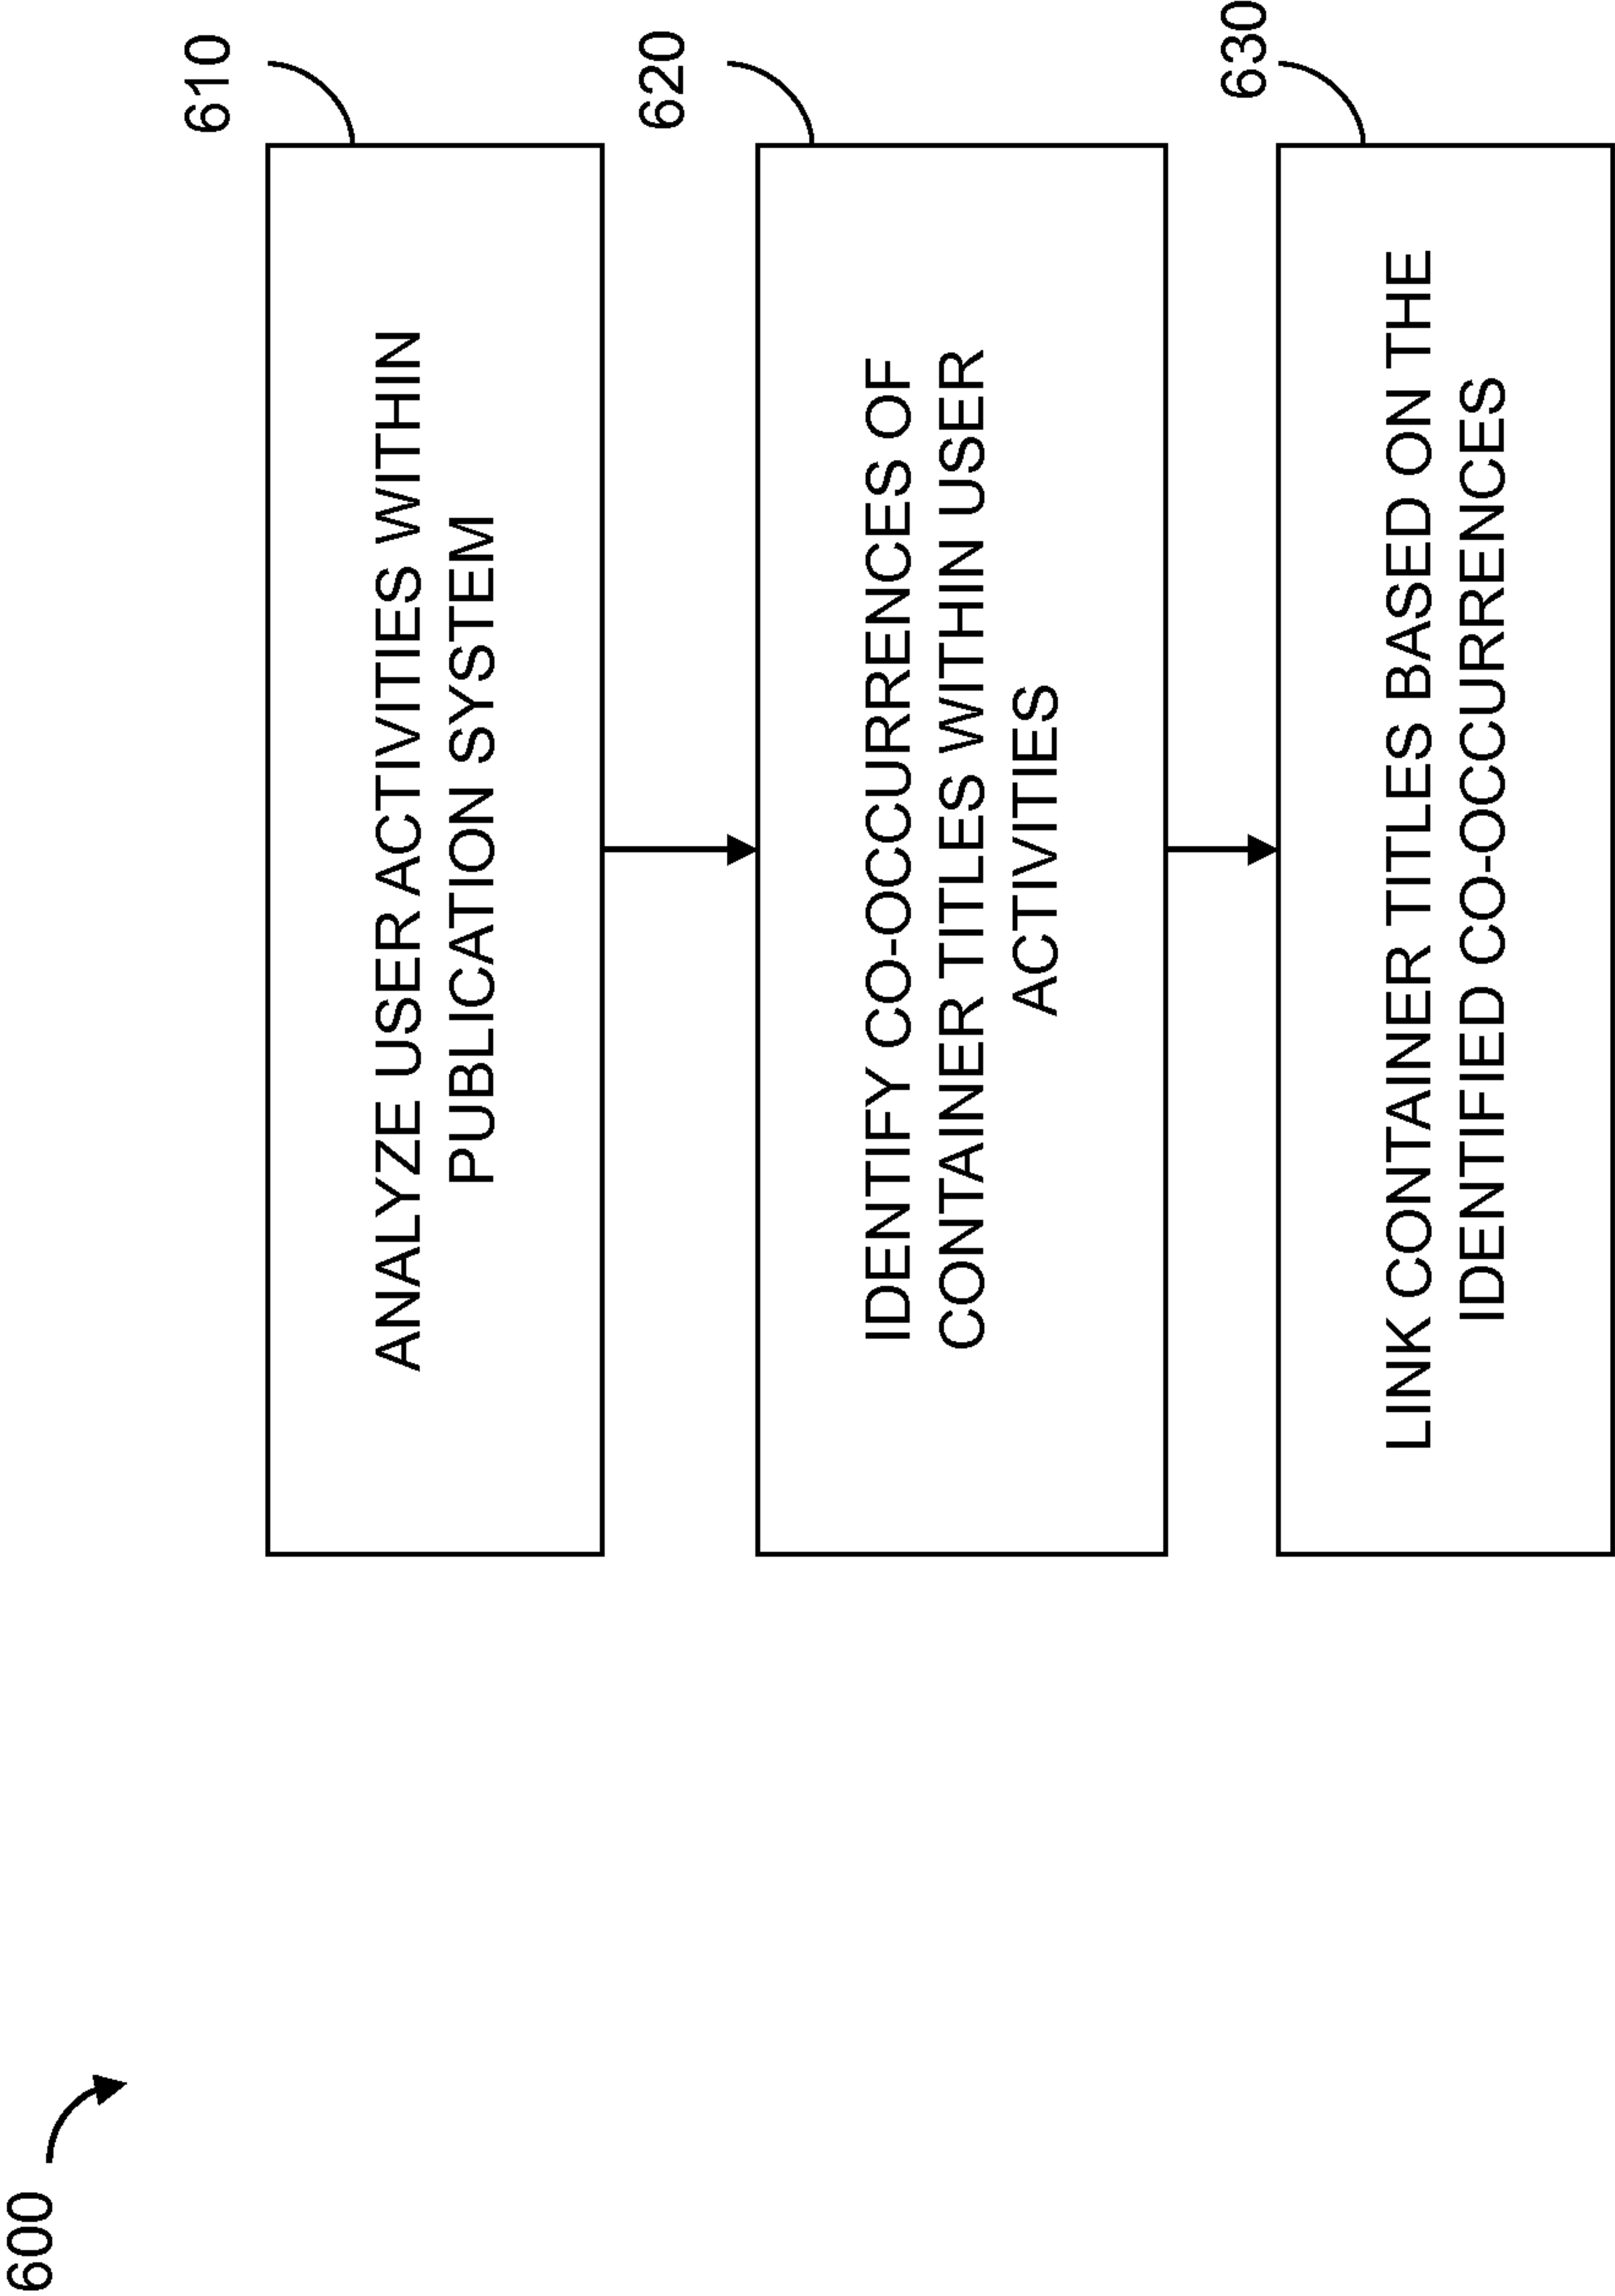 600
610
ANALYZE USER ACTIVITIES WITHIN
PUBLICATION SYSTEM
620
IDENTIFY CO-OCCURRENCES OF
CONTAINER TITLES WITHIN USER
ACTIVITIES
630
LINK CONTAINER TITLES BASED ON THE
IDENTIFIED CO-OCCURRENCES